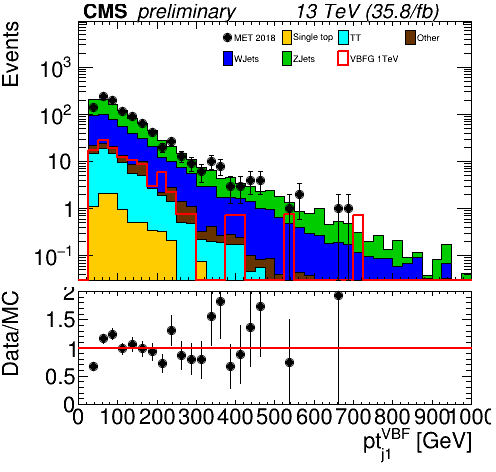 CMS preliminary 13 TeV (35.8/fb)
Events
MET 2018 Single top TT Other
WJets ZJets VBFG 1TeV
10³
10²
10
1
10⁻¹
Data/MC
2
1.5
1
0.5
0
0 100 200 300 400 500 600 700 800 900 1000
pt_j1^VBF [GeV]